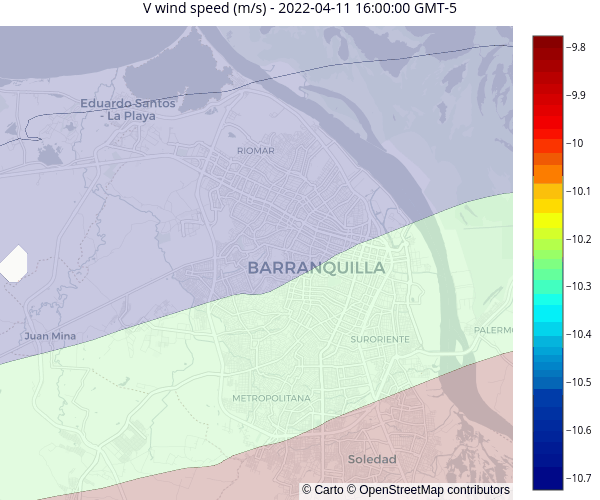 V wind speed (m/s) - 2022-04-11 16:00:00 GMT-5
Eduardo Santos
- La Playa
RIOMAR
BARRANQUILLA
Juan Mina
SURORIENTE
PALERMO
METROPOLITANA
Soledad
© Carto © OpenStreetMap contributors
−9.8
−9.9
−10
−10.1
−10.2
−10.3
−10.4
−10.5
−10.6
−10.7